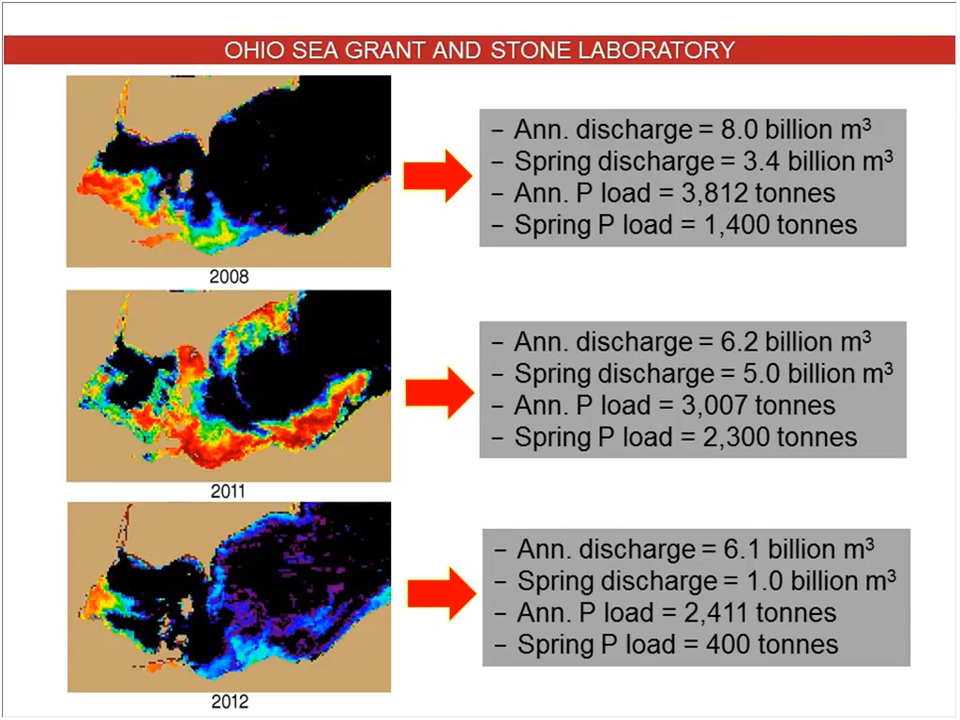 OHIO SEA GRANT AND STONE LABORATORY
– Ann. discharge = 8.0 billion m³
– Spring discharge = 3.4 billion m³
– Ann. P load = 3,812 tonnes
– Spring P load = 1,400 tonnes
2008
– Ann. discharge = 6.2 billion m³
– Spring discharge = 5.0 billion m³
– Ann. P load = 3,007 tonnes
– Spring P load = 2,300 tonnes
2011
– Ann. discharge = 6.1 billion m³
– Spring discharge = 1.0 billion m³
– Ann. P load = 2,411 tonnes
– Spring P load = 400 tonnes
2012